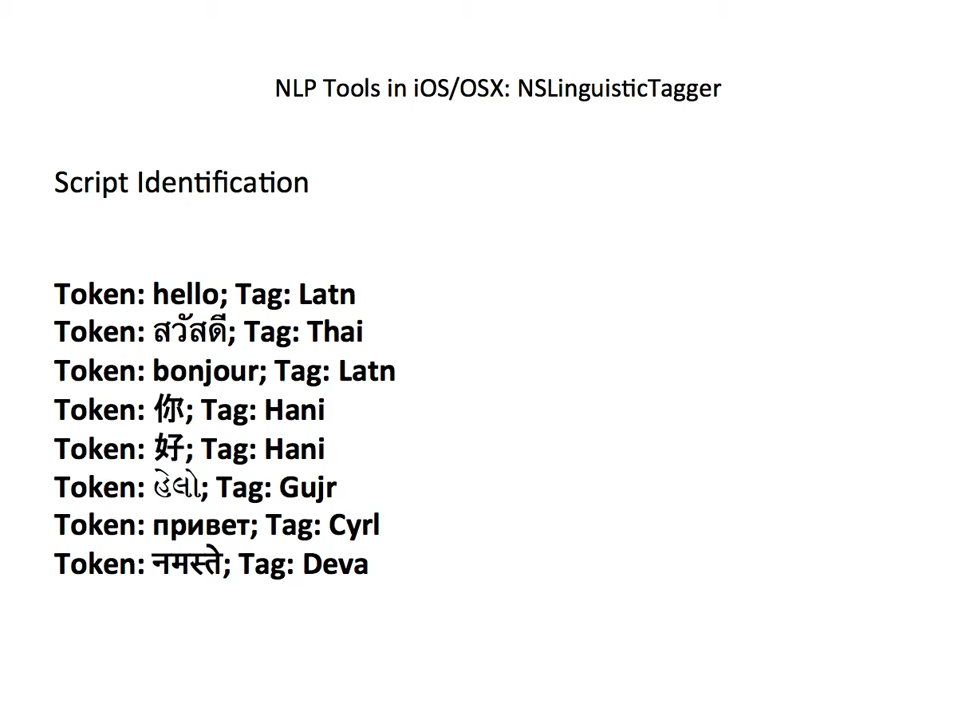 NLP Tools in iOS/OSX: NSLinguisticTagger
Script Identification
Token: hello; Tag: Latn
Token: สวัสดี; Tag: Thai
Token: bonjour; Tag: Latn
Token: 你; Tag: Hani
Token: 好; Tag: Hani
Token: હેલો; Tag: Gujr
Token: привет; Tag: Cyrl
Token: नमस्ते; Tag: Deva